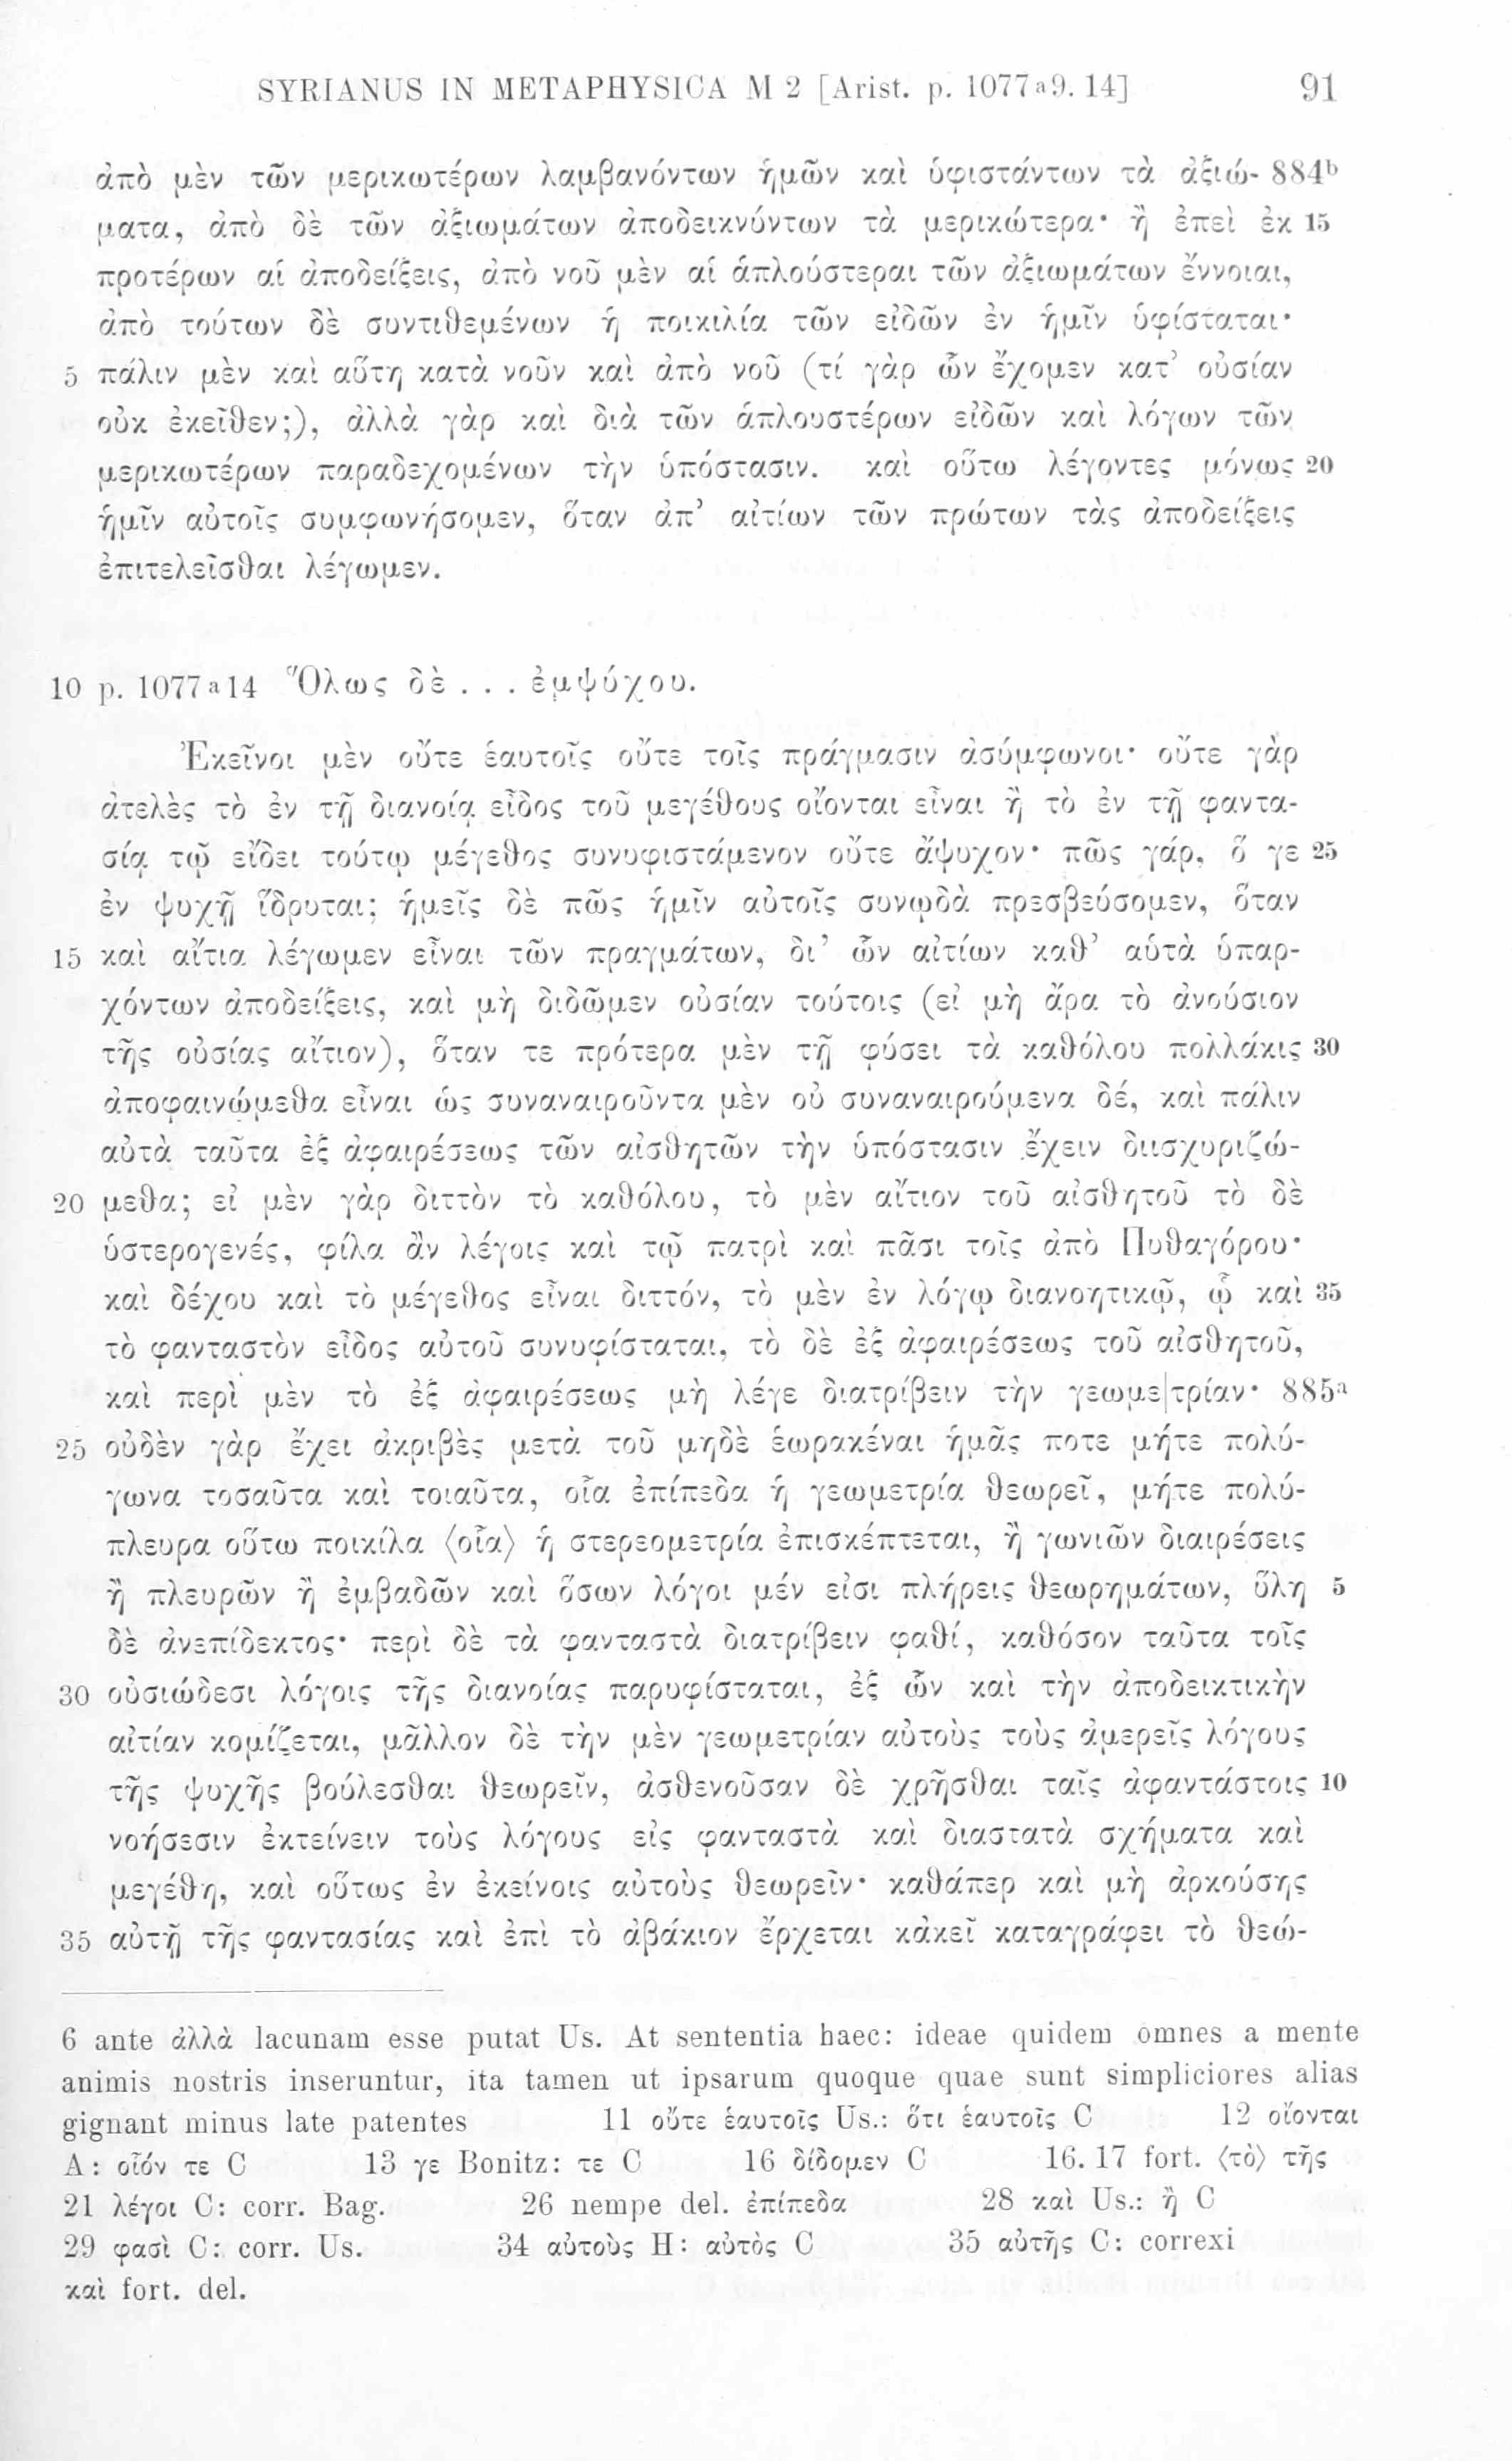 SYRIANUS IN METAPHYSICA M 2 [Arist. p. 1077a9. 14] 91
ἀπὸ μὲν τῶν μερικωτέρων λαμβανόντων ἡμῶν καὶ ὑφιστάντων τὰ ἀξιώ- 884b
ματα, ἀπὸ δὲ τῶν ἀξιωμάτων ἀποδεικνύντων τὰ μερικώτερα· ἢ ἐπεὶ ἐκ 15
προτέρων αἱ ἀποδείξεις, ἀπὸ νοῦ μὲν αἱ ἁπλούστεραι τῶν ἀξιωμάτων ἔννοιαι,
ἀπὸ τούτων δὲ συντιθεμένων ἡ ποικιλία τῶν εἰδῶν ἐν ἡμῖν ὑφίσταται·
5 πάλιν μὲν καὶ αὕτη κατὰ νοῦν καὶ ἀπὸ νοῦ (τί γὰρ ὧν ἔχομεν κατ’ οὐσίαν
οὐκ ἐκεῖθεν;), ἀλλὰ γὰρ καὶ διὰ τῶν ἁπλουστέρων εἰδῶν καὶ λόγων τῶν
μερικωτέρων παραδεχομένων τὴν ὑπόστασιν. καὶ οὕτω λέγοντες μόνως 20
ἡμῖν αὐτοῖς συμφωνήσομεν, ὅταν ἀπ’ αἰτίων τῶν πρώτων τὰς ἀποδείξεις
ἐπιτελεῖσθαι λέγωμεν.
10 p. 1077a14 Ὅλως δὲ . . . ἐμψύχου.
Ἐκεῖνοι μὲν οὔτε ἑαυτοῖς οὔτε τοῖς πράγμασιν ἀσύμφωνοι· οὔτε γὰρ
ἀτελὲς τὸ ἐν τῇ διανοίᾳ εἶδος τοῦ μεγέθους οἴονται εἶναι ἢ τὸ ἐν τῇ φαντα-
σίᾳ τῷ εἴδει τούτῳ μέγεθος συνυφιστάμενον οὔτε ἄψυχον· πῶς γάρ, ὅ γε 25
ἐν ψυχῇ ἵδρυται; ἡμεῖς δὲ πῶς ἡμῖν αὐτοῖς συνῳδὰ πρεσβεύσομεν, ὅταν
15 καὶ αἴτια λέγωμεν εἶναι τῶν πραγμάτων, δι’ ὧν αἰτίων καθ’ αὑτὰ ὑπαρ-
χόντων ἀποδείξεις, καὶ μὴ διδῶμεν οὐσίαν τούτοις (εἰ μὴ ἄρα τὸ ἀνούσιον
τῆς οὐσίας αἴτιον), ὅταν τε πρότερα μὲν τῇ φύσει τὰ καθόλου πολλάκις 30
ἀποφαινώμεθα εἶναι ὡς συναναιροῦντα μὲν οὐ συναναιρούμενα δέ, καὶ πάλιν
αὐτὰ ταῦτα ἐξ ἀφαιρέσεως τῶν αἰσθητῶν τὴν ὑπόστασιν ἔχειν διισχυριζώ-
20 μεθα; εἰ μὲν γὰρ διττὸν τὸ καθόλου, τὸ μὲν αἴτιον τοῦ αἰσθητοῦ τὸ δὲ
ὑστερογενές, φίλα ἂν λέγοις καὶ τῷ πατρὶ καὶ πᾶσι τοῖς ἀπὸ Πυθαγόρου·
καὶ δέχου καὶ τὸ μέγεθος εἶναι διττόν, τὸ μὲν ἐν λόγῳ διανοητικῷ, ᾧ καὶ 35
τὸ φανταστὸν εἶδος αὐτοῦ συνυφίσταται, τὸ δὲ ἐξ ἀφαιρέσεως τοῦ αἰσθητοῦ,
καὶ περὶ μὲν τὸ ἐξ ἀφαιρέσεως μὴ λέγε διατρίβειν τὴν γεωμε|τρίαν· 885a
25 οὐδὲν γὰρ ἔχει ἀκριβὲς μετὰ τοῦ μηδὲ ἑωρακέναι ἡμᾶς ποτε μήτε πολύ-
γωνα τοσαῦτα καὶ τοιαῦτα, οἷα ἐπίπεδα ἡ γεωμετρία θεωρεῖ, μήτε πολύ-
πλευρα οὕτω ποικίλα ⟨οἷα⟩ ἡ στερεομετρία ἐπισκέπτεται, ἢ γωνιῶν διαιρέσεις
ἢ πλευρῶν ἢ ἐμβαδῶν καὶ ὅσων λόγοι μέν εἰσι πλήρεις θεωρημάτων, ὕλη 5
δὲ ἀνεπίδεκτος· περὶ δὲ τὰ φανταστὰ διατρίβειν φαθί, καθόσον ταῦτα τοῖς
30 οὐσιώδεσι λόγοις τῆς διανοίας παρυφίσταται, ἐξ ὧν καὶ τὴν ἀποδεικτικὴν
αἰτίαν κομίζεται, μᾶλλον δὲ τὴν μὲν γεωμετρίαν αὐτοὺς τοὺς ἀμερεῖς λόγους
τῆς ψυχῆς βούλεσθαι θεωρεῖν, ἀσθενοῦσαν δὲ χρῆσθαι ταῖς ἀφαντάστοις 10
νοήσεσιν ἐκτείνειν τοὺς λόγους εἰς φανταστὰ καὶ διαστατὰ σχήματα καὶ
μεγέθη, καὶ οὕτως ἐν ἐκείνοις αὐτοὺς θεωρεῖν· καθάπερ καὶ μὴ ἀρκούσης
35 αὐτῇ τῆς φαντασίας καὶ ἐπὶ τὸ ἀβάκιον ἔρχεται κἀκεῖ καταγράφει τὸ θεώ-
6 ante ἀλλὰ lacunam esse putat Us. At sententia haec: ideae quidem omnes a mente
animis nostris inseruntur, ita tamen ut ipsarum quoque quae sunt simpliciores alias
gignant minus late patentes 11 οὔτε ἑαυτοῖς Us.: ὅτι ἑαυτοῖς C 12 οἴονται
A: οἷόν τε C 13 γε Bonitz: τε C 16 δίδομεν C 16. 17 fort. ⟨τὸ⟩ τῆς
21 λέγοι C: corr. Bag. 26 nempe del. ἐπίπεδα 28 καὶ Us.: ἢ C
29 φασὶ C: corr. Us. 34 αὐτοὺς H: αὐτὸς C 35 αὐτῆς C: correxi
καὶ fort. del.